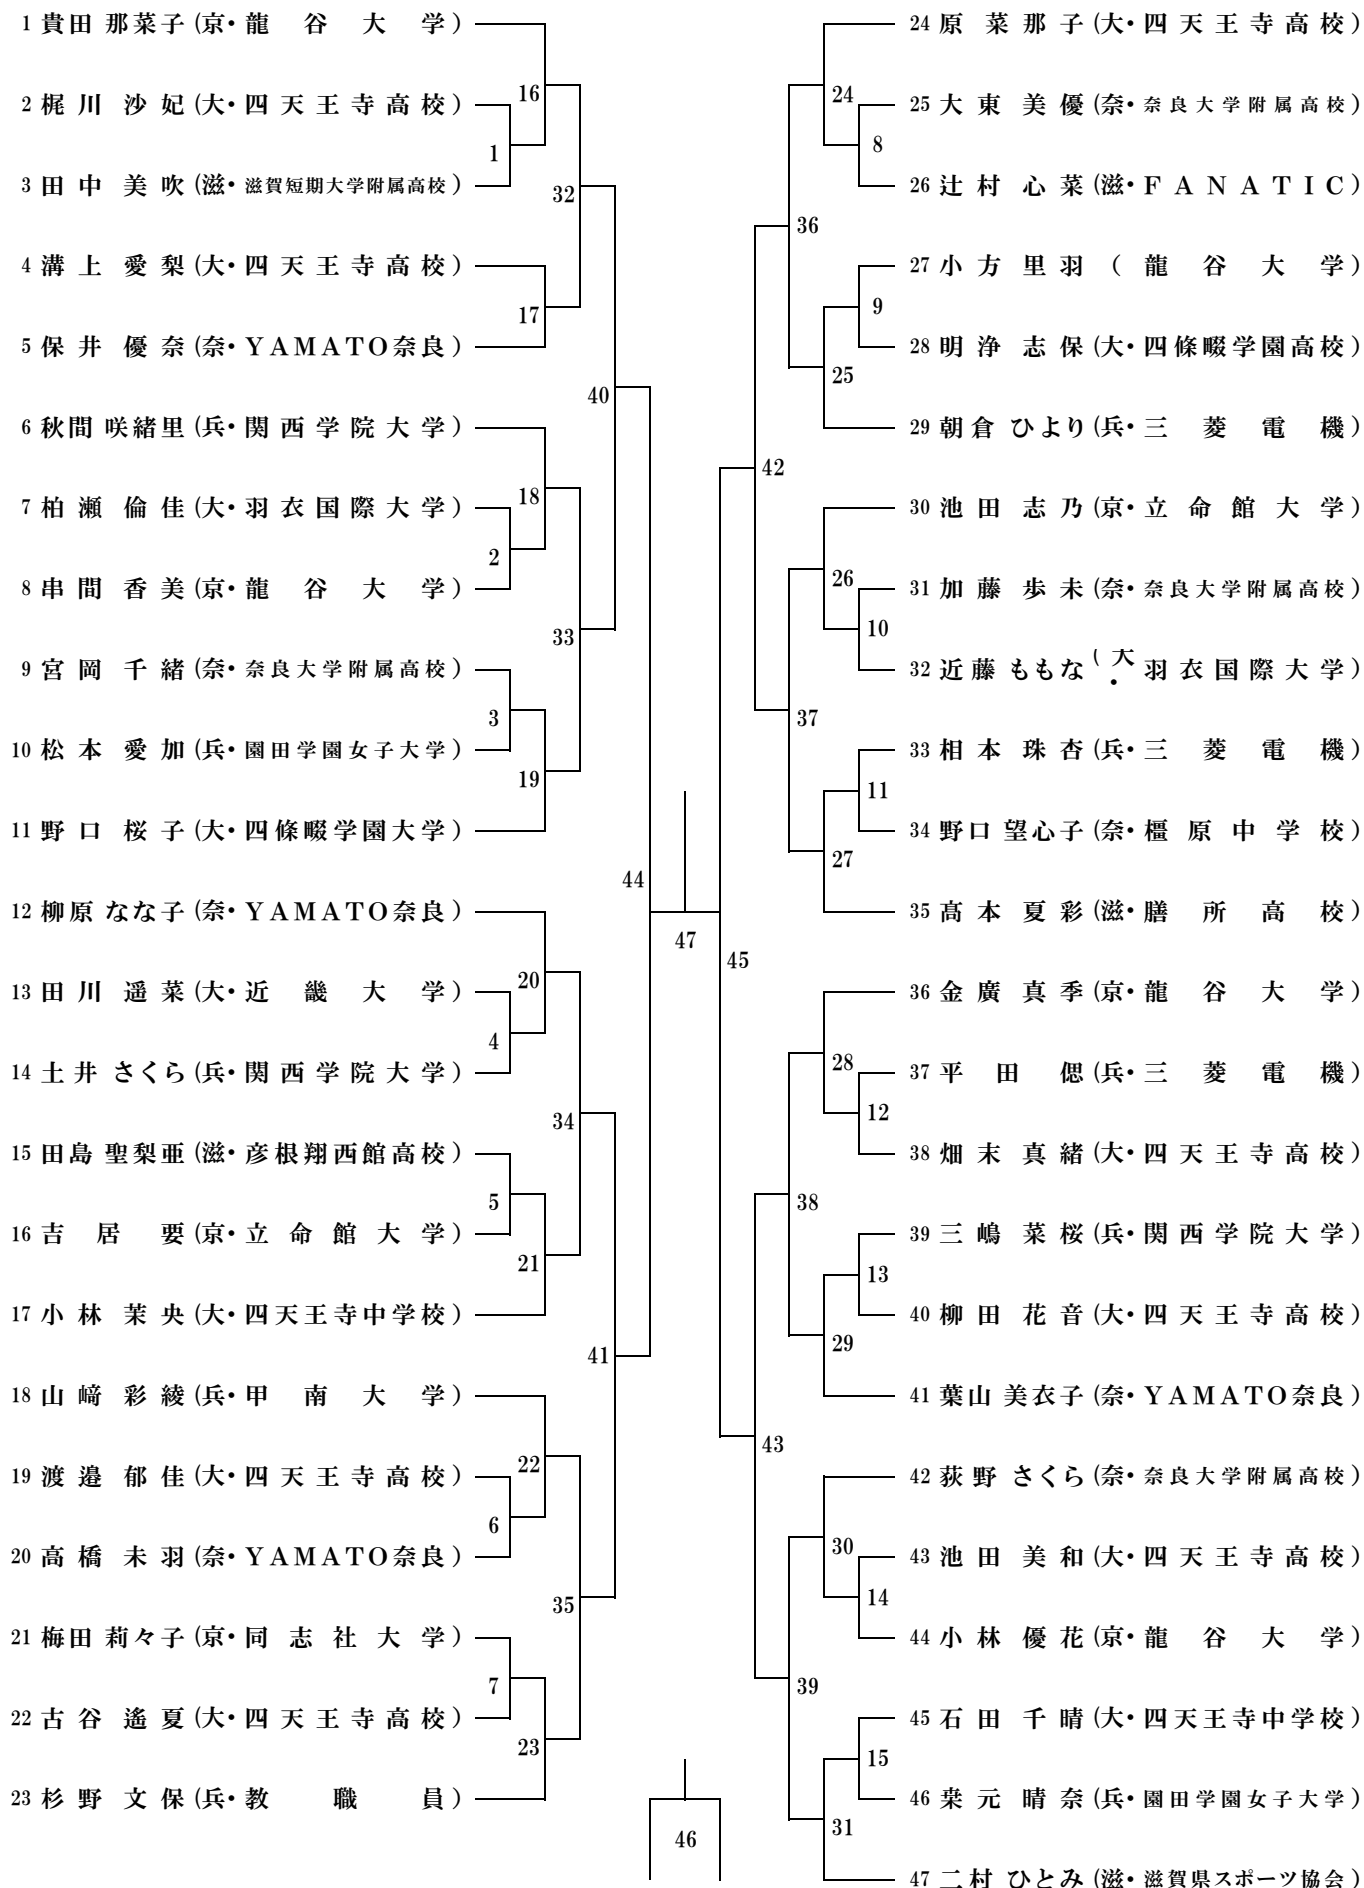 1 貴田 那菜子 (京・龍谷大学)
2 梶川 沙妃 (大・四天王寺高校)
3 田中 美吹 (滋・滋賀短期大学附属高校)
4 溝上 愛梨 (大・四天王寺高校)
5 保井 優奈 (奈・YAMATO奈良)
6 秋間 咲緒里 (兵・関西学院大学)
7 柏瀬 倫佳 (大・羽衣国際大学)
8 串間 香美 (京・龍谷大学)
9 宮岡 千緒 (奈・奈良大学附属高校)
10 松本 愛加 (兵・園田学園女子大学)
11 野口 桜子 (大・四條畷学園大学)
12 柳原 なな子 (奈・YAMATO奈良)
13 田川 遥菜 (大・近畿大学)
14 土井 さくら (兵・関西学院大学)
15 田島 聖梨亜 (滋・彦根翔西館高校)
16 吉居 要 (京・立命館大学)
17 小林 茉央 (大・四天王寺中学校)
18 山﨑 彩綾 (兵・甲南大学)
19 渡邉 郁佳 (大・四天王寺高校)
20 高橋 未羽 (奈・YAMATO奈良)
21 梅田 莉々子 (京・同志社大学)
22 古谷 遙夏 (大・四天王寺高校)
23 杉野 文保 (兵・教職員)
16
1
32
17
40
18
2
33
3
19
44
20
4
34
5
21
41
22
6
35
7
23
47
46
45
24 原 菜那子 (大・四天王寺高校)
25 大東 美優 (奈・奈良大学附属高校)
26 辻村 心菜 (滋・FANATIC)
27 小方 里羽 (龍谷大学)
28 明浄 志保 (大・四條畷学園高校)
29 朝倉 ひより (兵・三菱電機)
30 池田 志乃 (京・立命館大学)
31 加藤 歩未 (奈・奈良大学附属高校)
32 近藤 ももな (大・羽衣国際大学)
33 相本 珠杏 (兵・三菱電機)
34 野口 望心子 (奈・橿原中学校)
35 髙本 夏彩 (滋・膳所高校)
36 金廣 真季 (京・龍谷大学)
37 平田 偲 (兵・三菱電機)
38 畑末 真緒 (大・四天王寺高校)
39 三嶋 菜桜 (兵・関西学院大学)
40 柳田 花音 (大・四天王寺高校)
41 葉山 美衣子 (奈・YAMATO奈良)
42 荻野 さくら (奈・奈良大学附属高校)
43 池田 美和 (大・四天王寺高校)
44 小林 優花 (京・龍谷大学)
45 石田 千晴 (大・四天王寺中学校)
46 桒元 晴奈 (兵・園田学園女子大学)
47 二村 ひとみ (滋・滋賀県スポーツ協会)
24
8
36
9
25
42
26
10
37
11
27
28
12
38
13
29
43
30
14
39
15
31